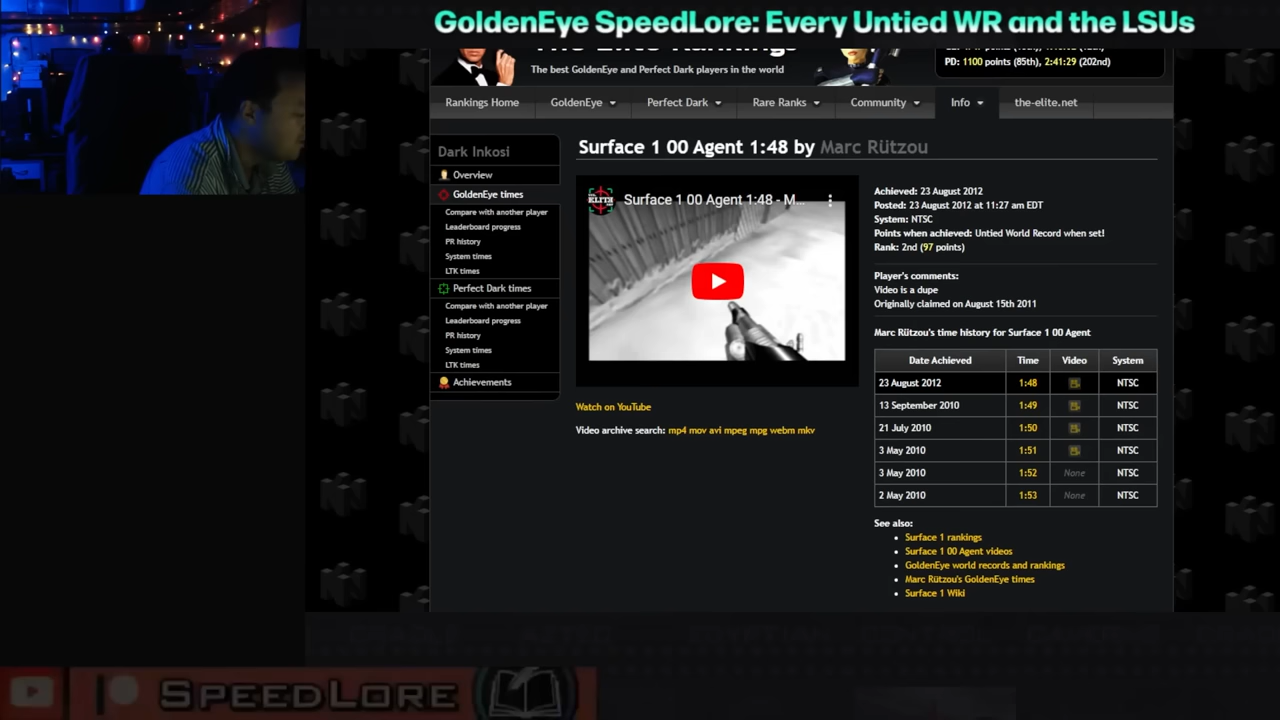 GoldenEye SpeedLore: Every Untied WR and the LSUs
The Elite Rankings
The best GoldenEye and Perfect Dark players in the world
PD: 1100 points (85th), 2:41:29 (202nd)
Rankings Home
GoldenEye
Perfect Dark
Rare Ranks
Community
Info
the-elite.net
Dark Inkosi
Overview
GoldenEye times
Compare with another player
Leaderboard progress
PR history
System times
LTK times
Perfect Dark times
Compare with another player
Leaderboard progress
PR history
System times
LTK times
Achievements
Surface 1 00 Agent 1:48 by Marc Rützou
Surface 1 00 Agent 1:48 - M...
Watch on YouTube
Video archive search: mp4 mov avi mpeg mpg webm mkv
Achieved: 23 August 2012
Posted: 23 August 2012 at 11:27 am EDT
System: NTSC
Points when achieved: Untied World Record when set!
Rank: 2nd (97 points)
Player's comments:
Video is a dupe
Originally claimed on August 15th 2011
Marc Rützou's time history for Surface 1 00 Agent
Date Achieved Time Video System
23 August 2012 1:48 NTSC
13 September 2010 1:49 NTSC
21 July 2010 1:50 NTSC
3 May 2010 1:51 NTSC
3 May 2010 1:52 None NTSC
2 May 2010 1:53 None NTSC
See also:
Surface 1 rankings
Surface 1 00 Agent videos
GoldenEye world records and rankings
Marc Rützou's GoldenEye times
Surface 1 Wiki
SpeedLore